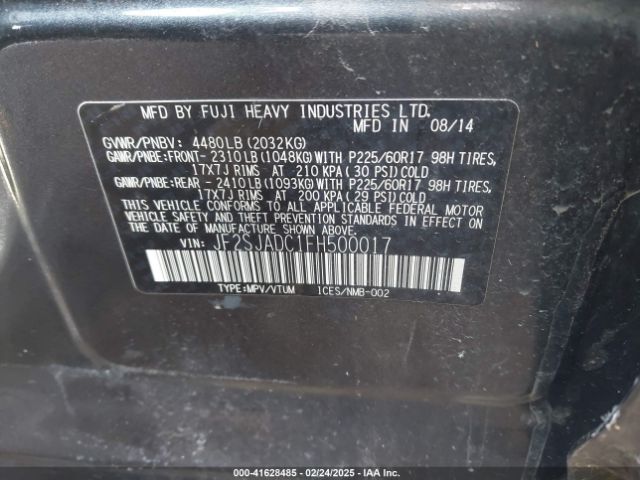 MFD BY FUJI HEAVY INDUSTRIES LTD.
MFD IN 08/14
GVWR/PNBV: 4480LB (2032KG)
GAWR/PNBE:FRONT- 2310LB (1048KG) WITH P225/60R17 98H TIRES,
17X7J RIMS AT 210 KPA (30 PSI) COLD
GAWR/PNBE:REAR - 2410LB (1093KG) WITH P225/60R17 98H TIRES,
17X7J RIMS AT 200 KPA (29 PSI) COLD
THIS VEHICLE CONFORMS TO ALL APPLICABLE FEDERAL MOTOR
VEHICLE SAFETY AND THEFT PREVENTION STANDARDS IN EFFECT ON
THE DATE OF MANUFACTURE SHOWN ABOVE.
VIN: JF2SJADC1FH500017
TYPE:MPV/VTUM ICES/NMB-002
00-41628485 - 02/24/2025 - IAA